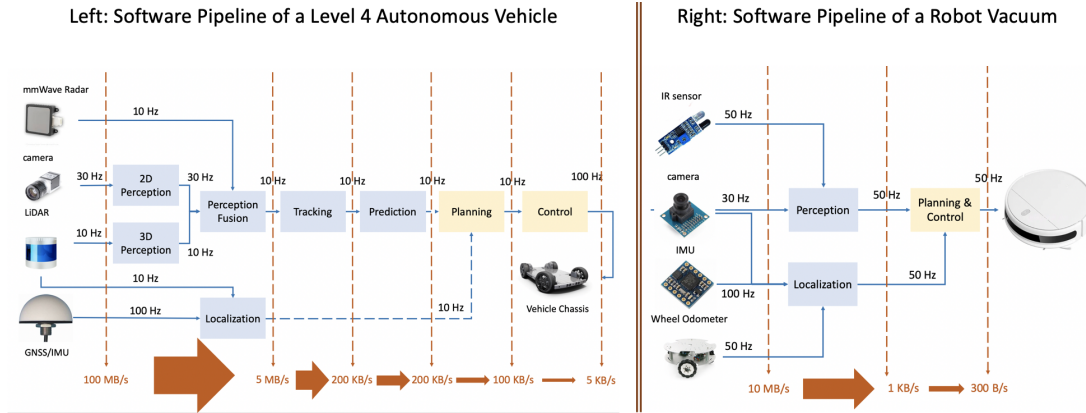 Left: Software Pipeline of a Level 4 Autonomous Vehicle
mmWave Radar
10 Hz
camera
30 Hz
2D
Perception
30 Hz
LiDAR
10 Hz
3D
Perception
10 Hz
Perception
Fusion
10 Hz
Tracking
10 Hz
Prediction
10 Hz
Planning
10 Hz
Control
100 Hz
Vehicle Chassis
10 Hz
100 Hz
GNSS/IMU
Localization
10 Hz
100 MB/s
5 MB/s
200 KB/s
200 KB/s
100 KB/s
5 KB/s
Right: Software Pipeline of a Robot Vacuum
IR sensor
50 Hz
camera
30 Hz
Perception
50 Hz
Planning &
Control
50 Hz
IMU
100 Hz
Localization
50 Hz
Wheel Odometer
50 Hz
10 MB/s
1 KB/s
300 B/s